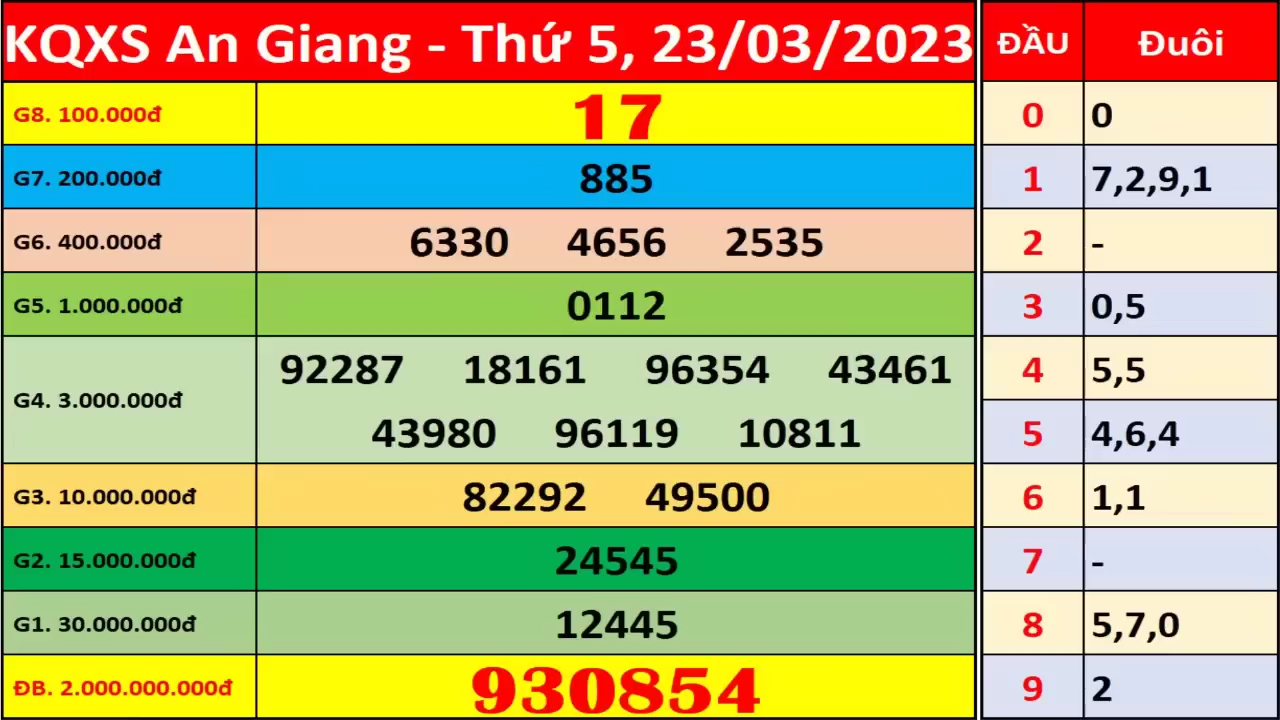 KQXS An Giang - Thứ 5, 23/03/2023
G8. 100.000đ 17
G7. 200.000đ 885
G6. 400.000đ 6330 4656 2535
G5. 1.000.000đ 0112
G4. 3.000.000đ 92287 18161 96354 43461
43980 96119 10811
G3. 10.000.000đ 82292 49500
G2. 15.000.000đ 24545
G1. 30.000.000đ 12445
ĐB. 2.000.000.000đ 930854
ĐẦU Đuôi
0 0
1 7,2,9,1
2 -
3 0,5
4 5,5
5 4,6,4
6 1,1
7 -
8 5,7,0
9 2